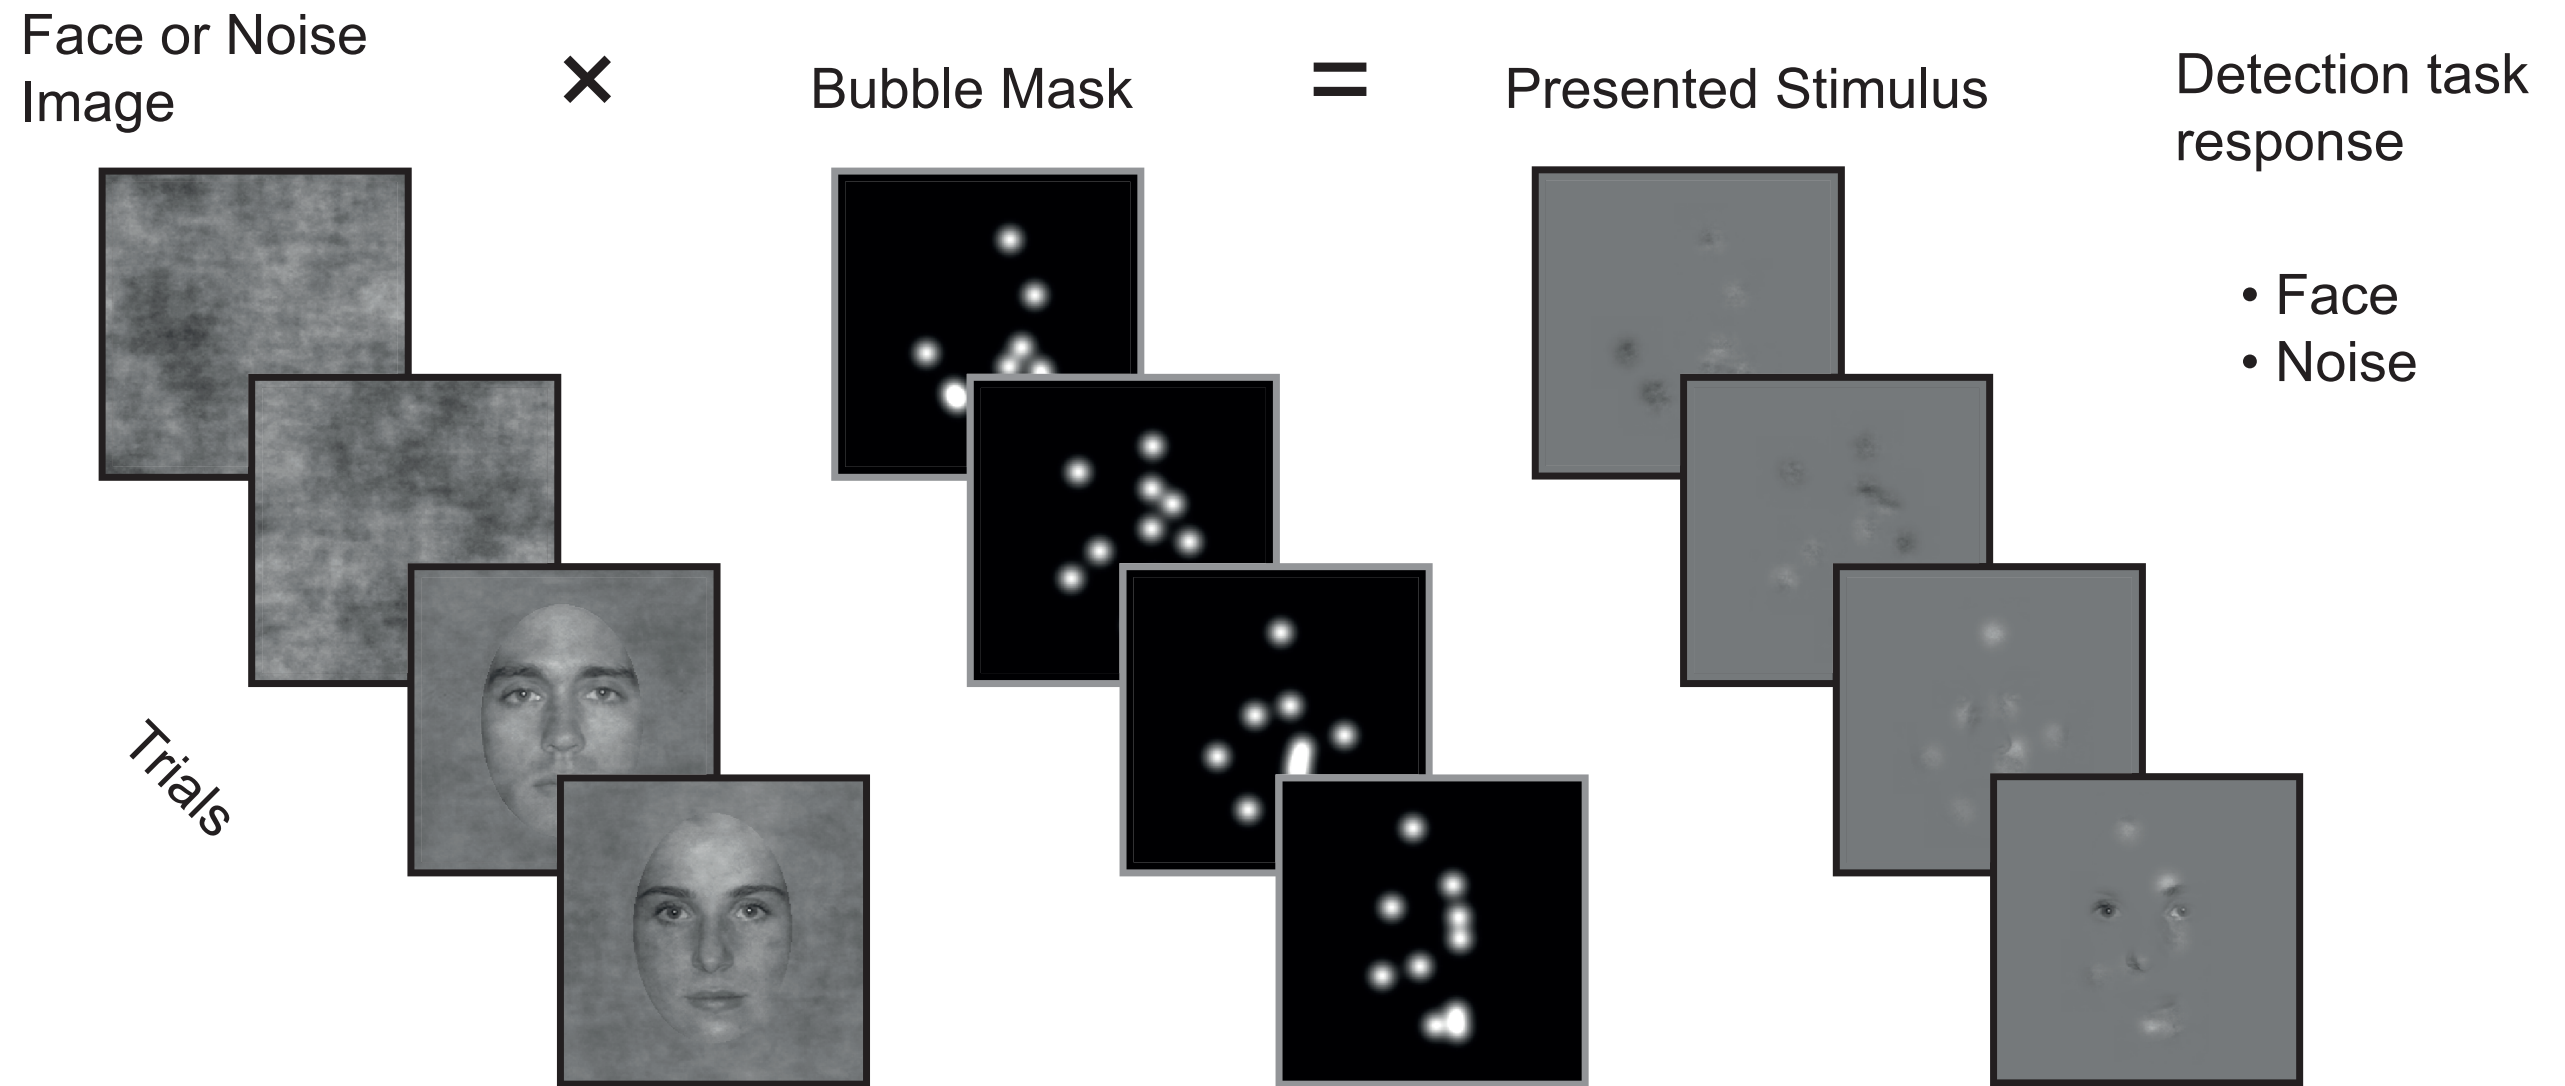 Face or Noise
Image
×
Bubble Mask
=
Presented Stimulus
Detection task
response
• Face
• Noise
Trials